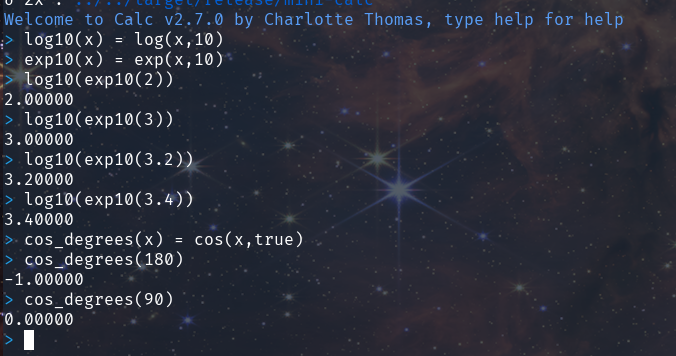 ../../target/release/mini-calc
Welcome to Calc v2.7.0 by Charlotte Thomas, type help for help
> log10(x) = log(x,10)
> exp10(x) = exp(x,10)
> log10(exp10(2))
2.00000
> log10(exp10(3))
3.00000
> log10(exp10(3.2))
3.20000
> log10(exp10(3.4))
3.40000
> cos_degrees(x) = cos(x,true)
> cos_degrees(180)
-1.00000
> cos_degrees(90)
0.00000
>